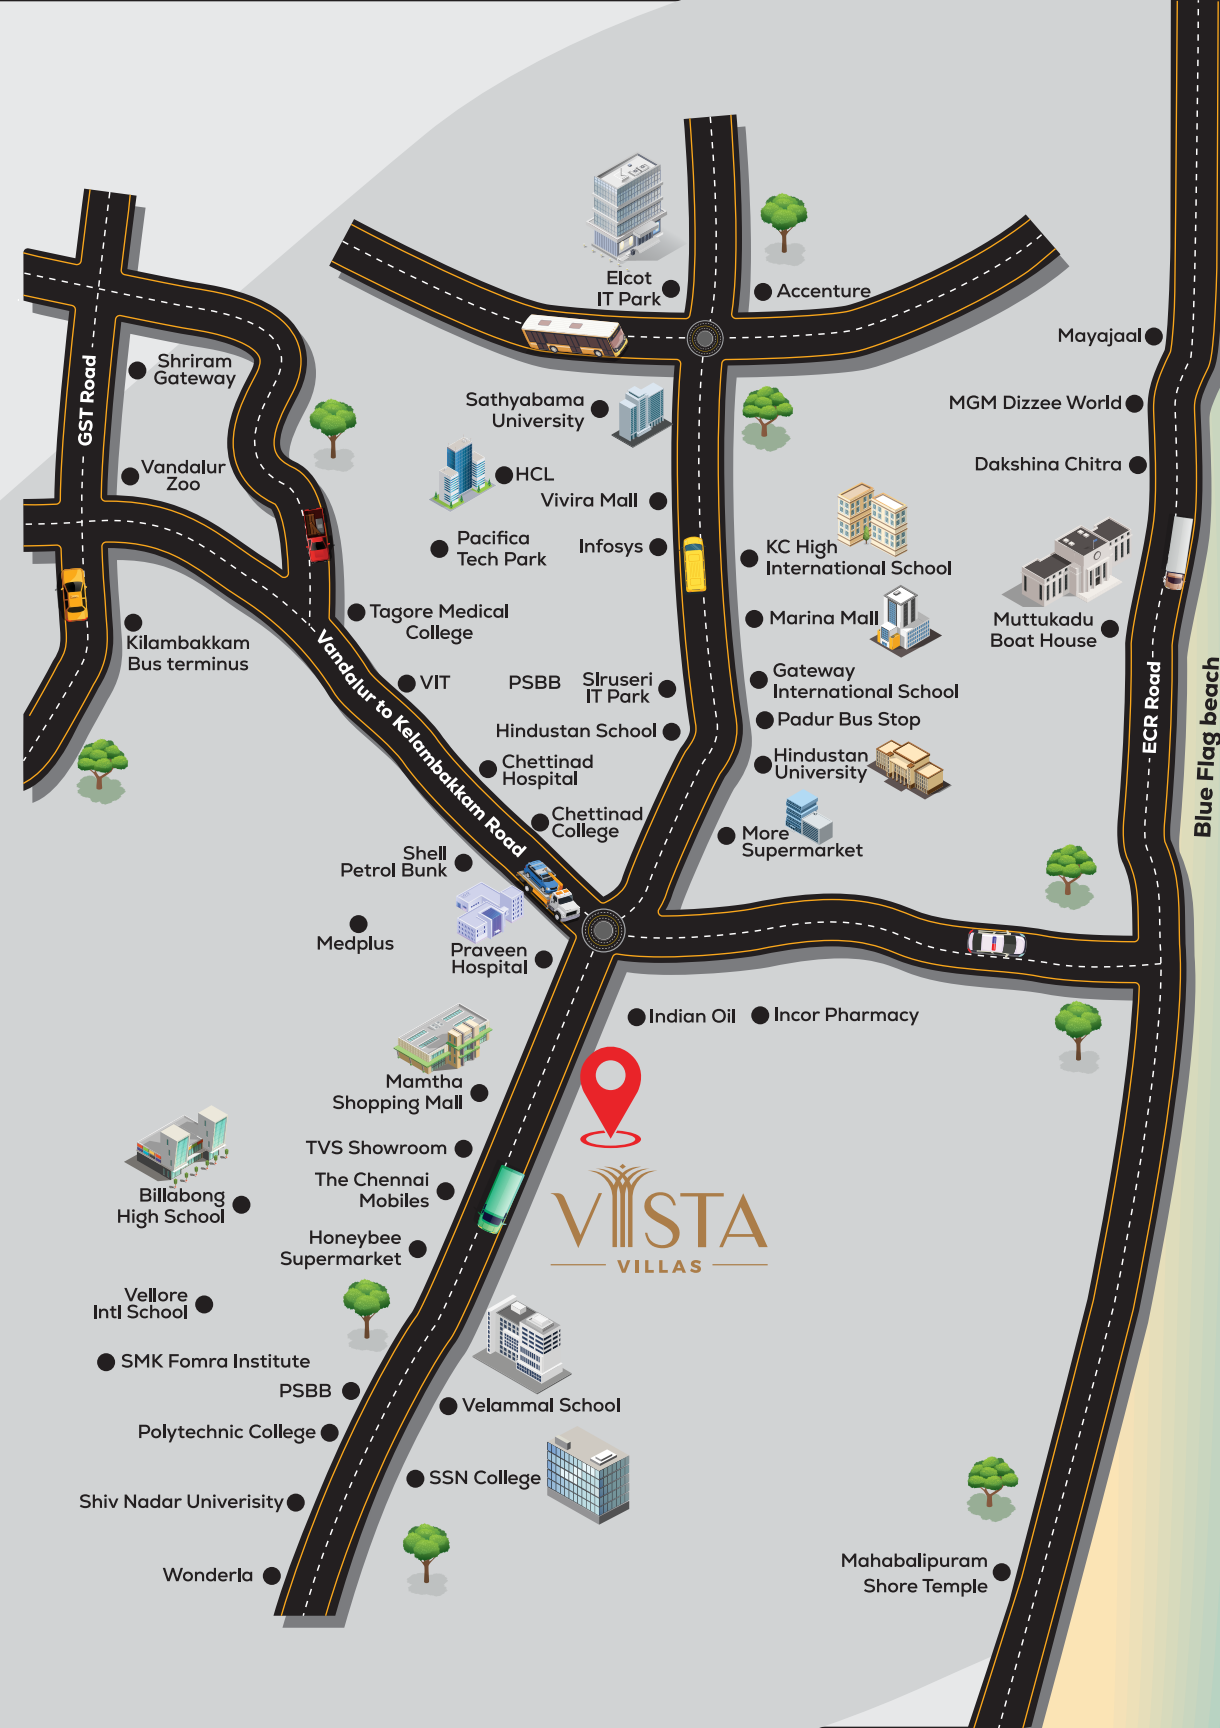 Elcot
IT Park
Accenture
Mayajaal
Shriram
Gateway
GST Road
Sathyabama
University
MGM Dizzee World
Vandalur
Zoo
HCL
Dakshina Chitra
Vivira Mall
Pacifica
Tech Park
Infosys
KC High
International School
Tagore Medical
College
Marina Mall
Muttukadu
Boat House
Kilambakkam
Bus terminus
Vandalur to Kelambakkam Road
VIT
PSBB
SIruseri
IT Park
Gateway
International School
ECR Road
Blue Flag beach
Hindustan School
Padur Bus Stop
Chettinad
Hospital
Hindustan
University
Chettinad
College
More
Supermarket
Shell
Petrol Bunk
Medplus
Praveen
Hospital
Indian Oil
Incor Pharmacy
Mamtha
Shopping Mall
TVS Showroom
The Chennai
Mobiles
VISTA
VILLAS
Billabong
High School
Honeybee
Supermarket
Vellore
Intl School
SMK Fomra Institute
PSBB
Velammal School
Polytechnic College
SSN College
Shiv Nadar Univerisity
Wonderla
Mahabalipuram
Shore Temple